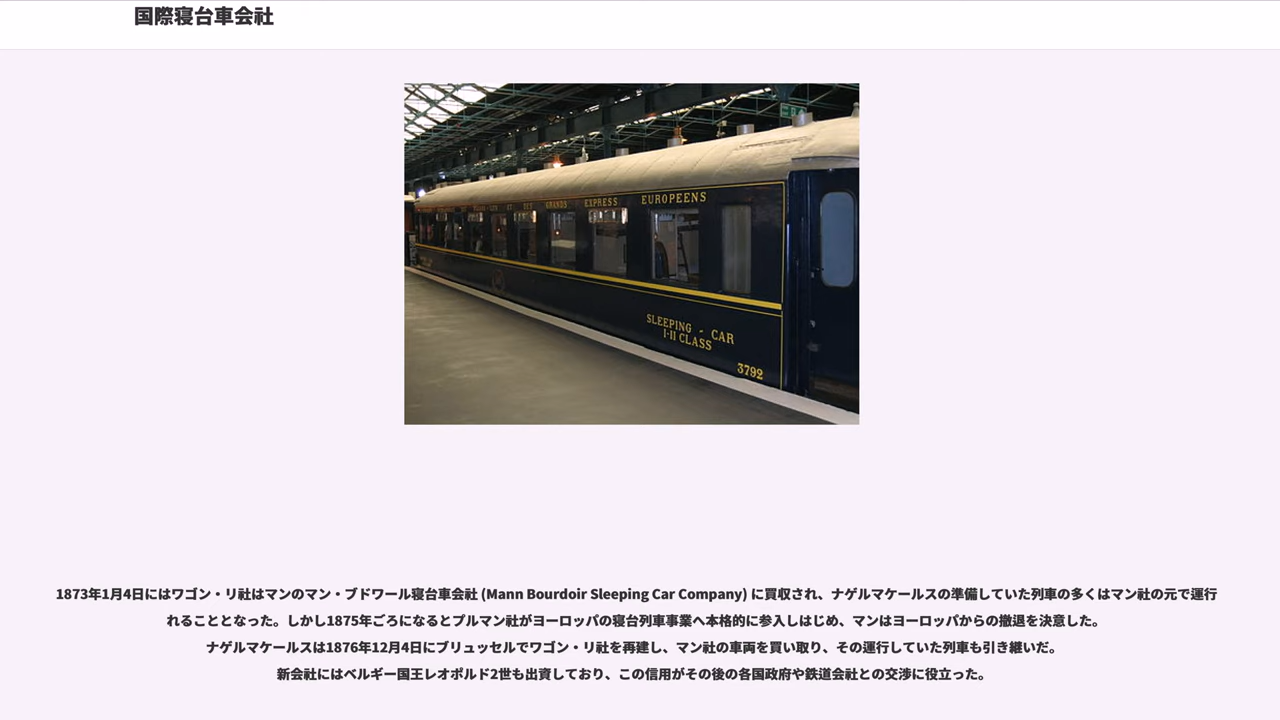 国際寝台車会社
GRANDS EXPRESS EUROPEENS
SLEEPING - CAR
I-II CLASS
3792
1873年1月4日にはワゴン・リ社はマンのマン・ブドワール寝台車会社 (Mann Bourdoir Sleeping Car Company) に買収され、ナゲルマケールスの準備していた列車の多くはマン社の元で運行
れることとなった。しかし1875年ごろになるとプルマン社がヨーロッパの寝台列車事業へ本格的に参入しはじめ、マンはヨーロッパからの撤退を決意した。
ナゲルマケールスは1876年12月4日にブリュッセルでワゴン・リ社を再建し、マン社の車両を買い取り、その運行していた列車も引き継いだ。
新会社にはベルギー国王レオポルド2世も出資しており、この信用がその後の各国政府や鉄道会社との交渉に役立った。